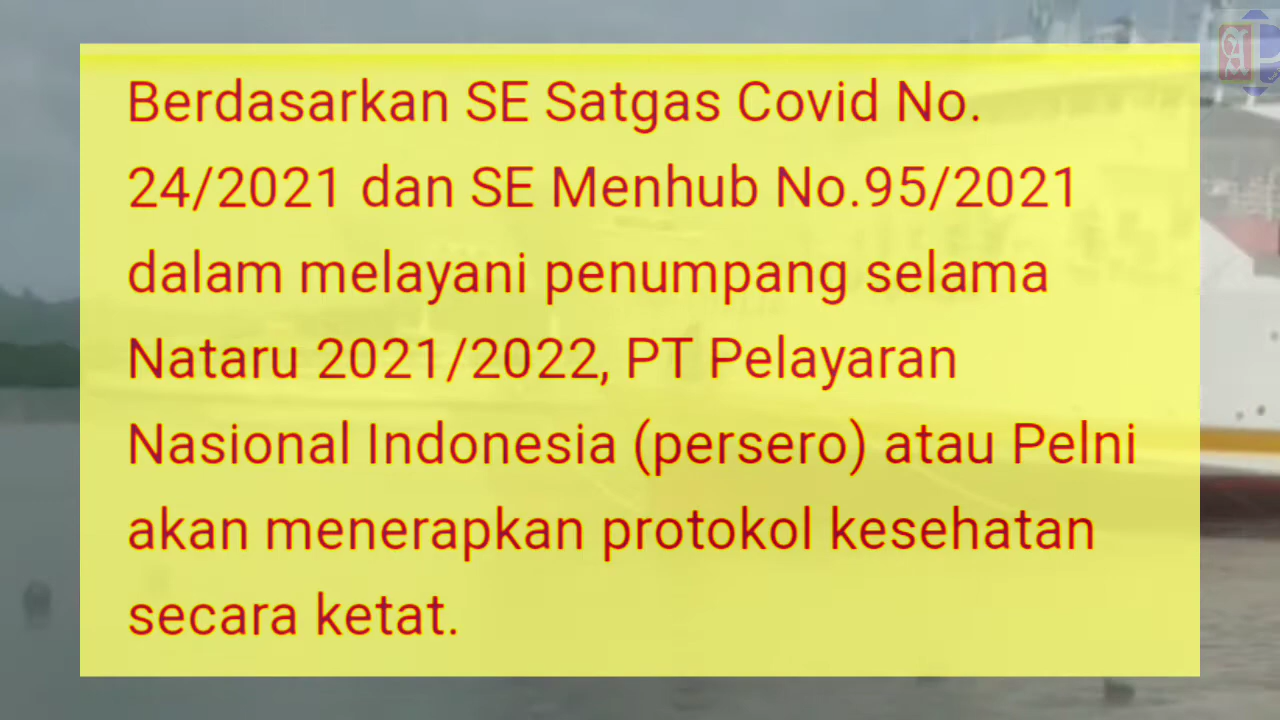 Berdasarkan SE Satgas Covid No.
24/2021 dan SE Menhub No.95/2021
dalam melayani penumpang selama
Nataru 2021/2022, PT Pelayaran
Nasional Indonesia (persero) atau Pelni
akan menerapkan protokol kesehatan
secara ketat.